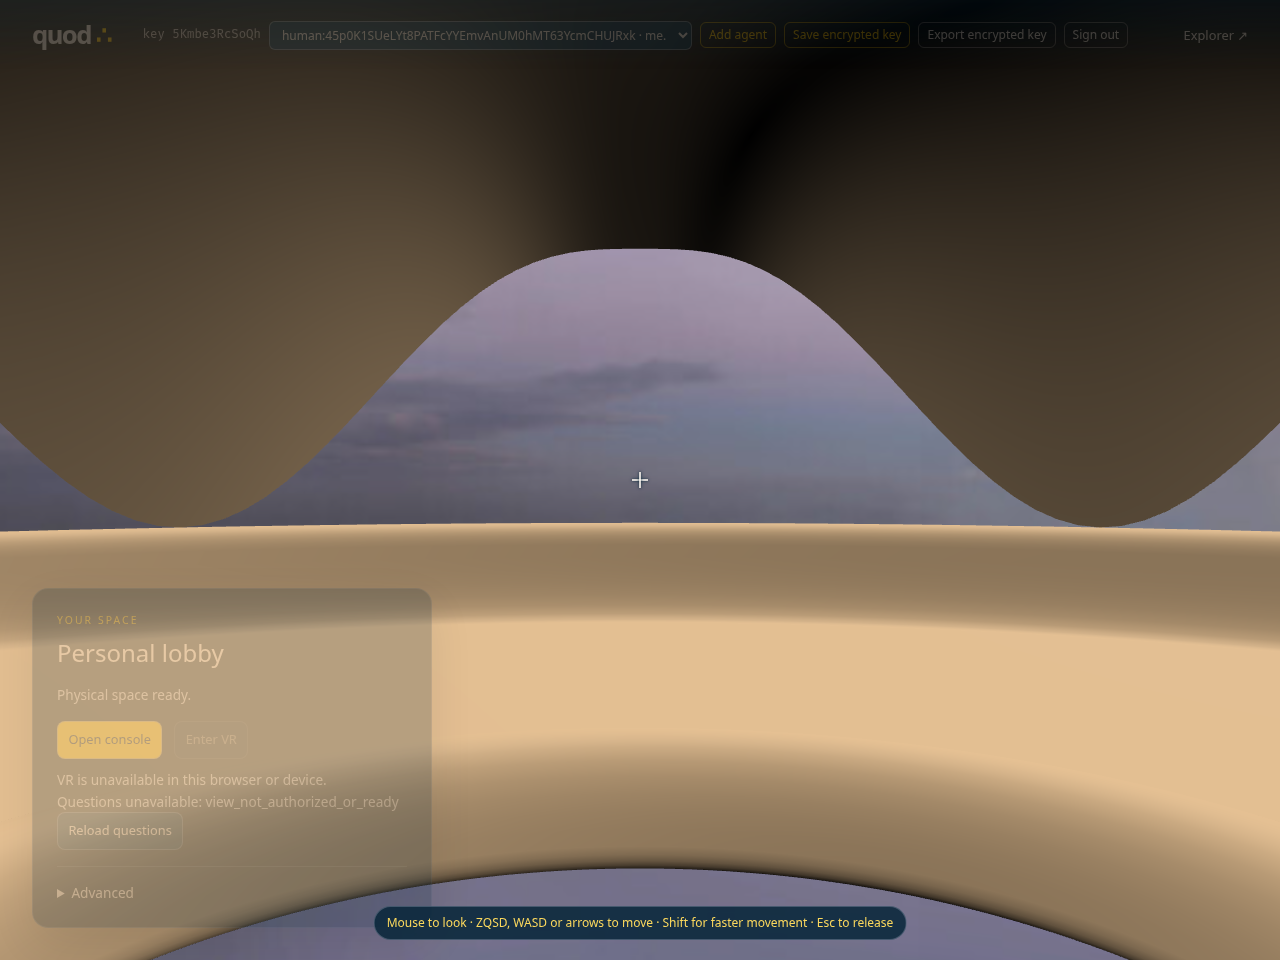 quod
key 5Kmbe3RcSoQh
human:45p0K1SUeLYt8PATFcYYEmvAnUM0hMT63YcmCHUJRxk · me.
Add agent
Save encrypted key
Export encrypted key
Sign out
Explorer ↗
YOUR SPACE
Personal lobby
Physical space ready.
Open console
Enter VR
VR is unavailable in this browser or device.
Questions unavailable: view_not_authorized_or_ready
Reload questions
▶ Advanced
Mouse to look · ZQSD, WASD or arrows to move · Shift for faster movement · Esc to release